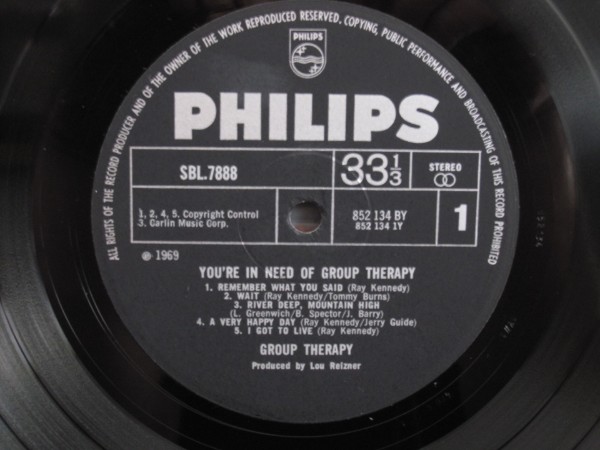 ALL RIGHTS OF THE RECORD PRODUCER AND OF THE OWNER OF THE WORK REPRODUCED RESERVED. COPYING, PUBLIC PERFORMANCE AND BROADCASTING OF THIS RECORD PROHIBITED
PHILIPS
PHILIPS
SBL.7888
33 1/3
STEREO
1, 2, 4, 5. Copyright Control
3. Carlin Music Corp.
852 134 BY
852 134 1Y
1
℗ 1969
YOU'RE IN NEED OF GROUP THERAPY
1. REMEMBER WHAT YOU SAID (Ray Kennedy)
2. WAIT (Ray Kennedy/Tommy Burns)
3. RIVER DEEP, MOUNTAIN HIGH
(L. Greenwich/B. Spector/J. Barry)
4. A VERY HAPPY DAY (Ray Kennedy/Jerry Guide)
5. I GOT TO LIVE (Ray Kennedy)
GROUP THERAPY
Produced by Lou Reizner